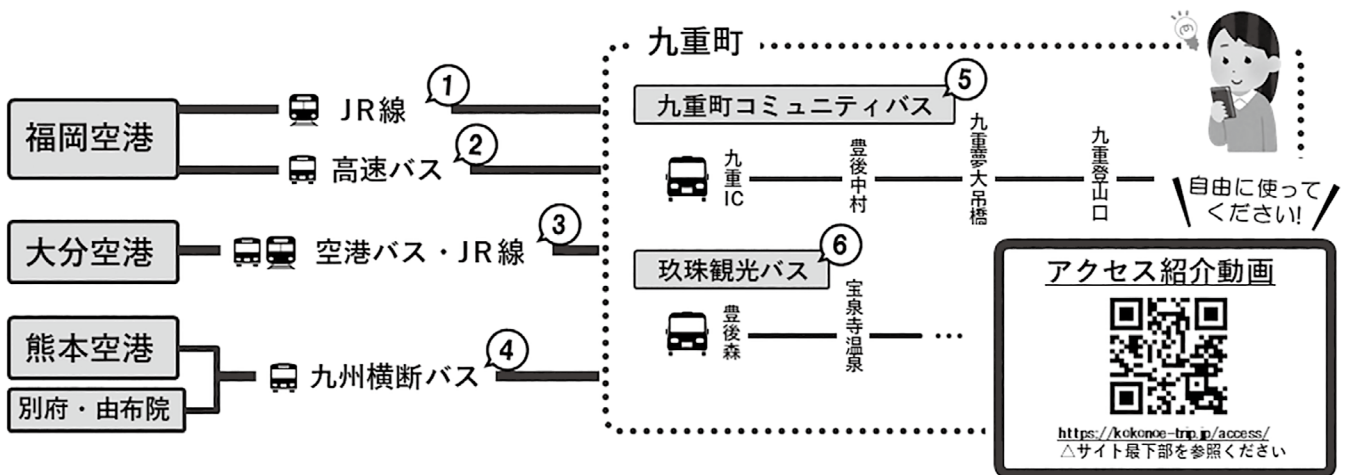 九重町
福岡空港
JR線
①
高速バス
②
大分空港
空港バス・JR線
③
熊本空港
別府・由布院
九州横断バス
④
九重町コミュニティバス
⑤
九重IC
豊後中村
九重夢大吊橋
九重登山口
玖珠観光バス
⑥
豊後森
宝泉寺温泉
…
自由に使って
ください!
アクセス紹介動画
https://kokonoe-trip.jp/access/
△サイト最下部を参照ください